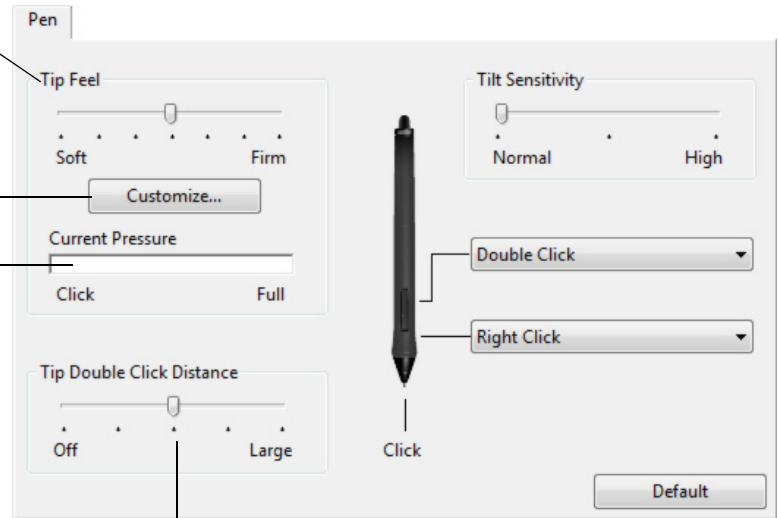 Pen
Tip Feel
Soft Firm
Customize...
Current Pressure
Click Full
Tip Double Click Distance
Off Large
Click
Tilt Sensitivity
Normal High
Double Click
Right Click
Default